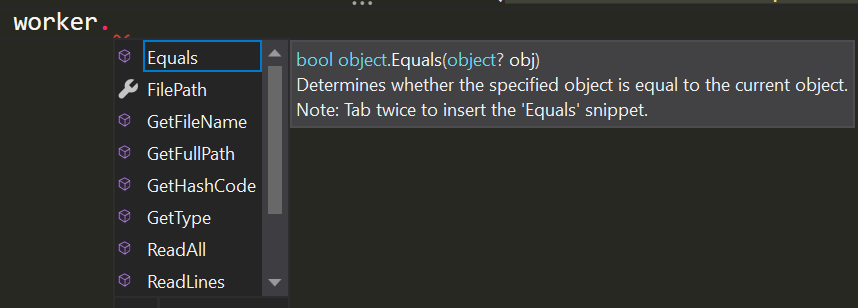 worker.
Equals
FilePath
GetFileName
GetFullPath
GetHashCode
GetType
ReadAll
ReadLines
bool object.Equals(object? obj)
Determines whether the specified object is equal to the current object.
Note: Tab twice to insert the 'Equals' snippet.